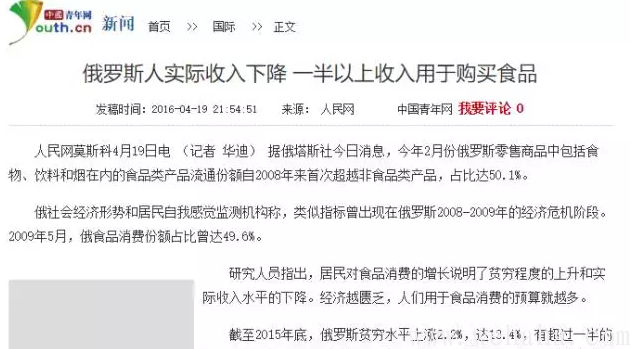 中国青年网
Youth.cn 新闻 首页 >> 国际 >> 正文
俄罗斯人实际收入下降 一半以上收入用于购买食品
发稿时间：2016-04-19 21:54:51 来源： 人民网 中国青年网 我要评论 0
人民网莫斯科4月19日电 （记者 华迪） 据俄塔斯社今日消息，今年2月份俄罗斯零售商品中包括食
物、饮料和烟在内的食品类产品流通份额自2008年来首次超越非食品类产品，占比达50.1%。
俄社会经济形势和居民自我感觉监测机构称，类似指标曾出现在俄罗斯2008-2009年的经济危机阶段。
2009年5月，俄食品消费份额占比曾达49.6%。
研究人员指出，居民对食品消费的增长说明了贫穷程度的上升和实
际收入水平的下降。经济越匮乏，人们用于食品消费的预算就越多。
截至2015年底，俄罗斯贫穷水平上涨2.2%，达13.4%，有超过一半的